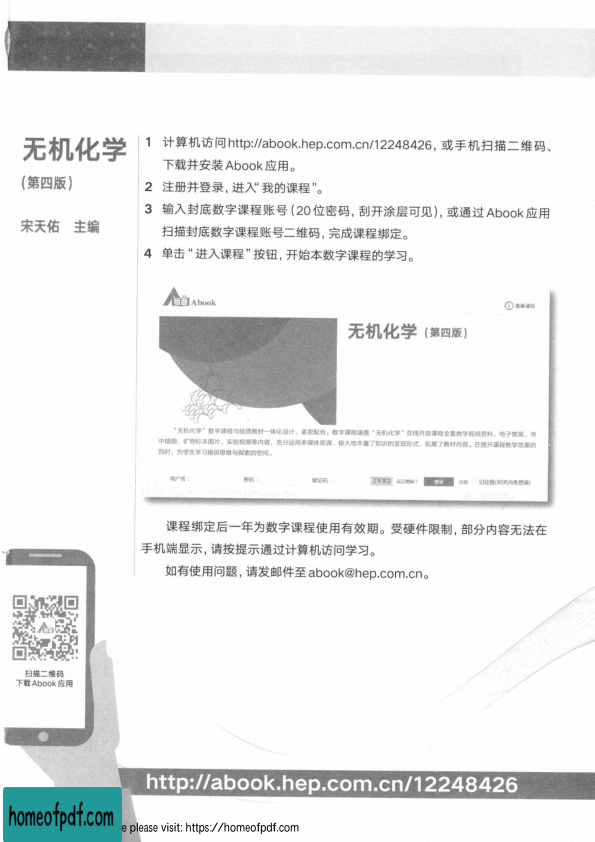 无机化学
(第四版)
宋天佑 主编
1 计算机访问http://abook.hep.com.cn/12248426, 或手机扫描二维码、
下载并安装Abook应用。
2 注册并登录, 进入“我的课程”。
3 输入封底数字课程账号(20位密码, 刮开涂层可见), 或通过Abook应用
扫描封底数字课程账号二维码, 完成课程绑定。
4 单击“进入课程”按钮, 开始本数字课程的学习。
Abook
重要通知
无机化学 (第四版)
“无机化学”数字课程与纸质教材一体化设计, 紧密配合。数字课程涵盖“无机化学”在线开放课程全套教学视频资料、电子教案、书
中插图、矿物标本图片、实验视频等内容, 充分运用多媒体资源, 极大地丰富了知识的呈现形式, 拓展了教材内容。在提升课程教学效果的
同时, 为学生学习提供思维与探索的空间。
用户名: 密码: 验证码: 忘记密码? 登录 注册 记住我(30天内免登录)
课程绑定后一年为数字课程使用有效期。受硬件限制, 部分内容无法在
手机端显示, 请按提示通过计算机访问学习。
如有使用问题, 请发邮件至abook@hep.com.cn。
扫描二维码
下载Abook应用
http://abook.hep.com.cn/12248426
homeofpdf.com
e please visit: https://homeofpdf.com